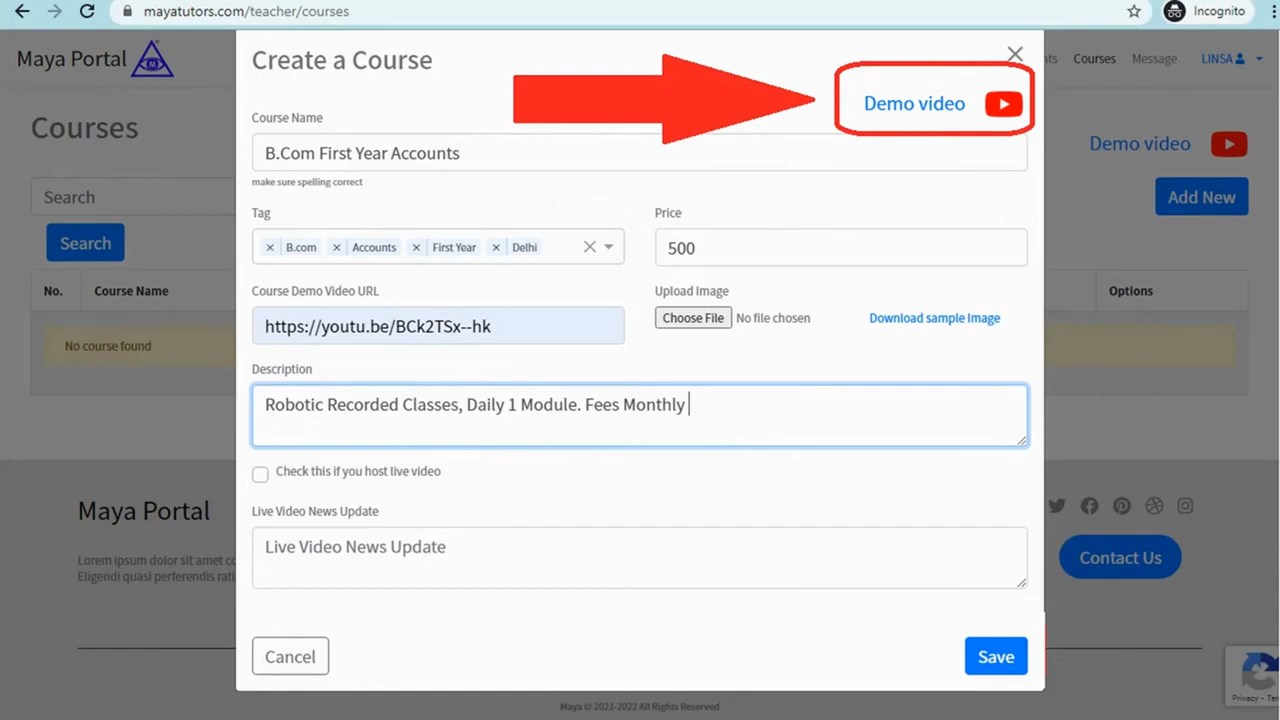 mayatutors.com/teacher/courses
Incognito
Maya Portal
Courses
Message
LINSA
Create a Course
Demo video
Courses
Demo video
Course Name
B.Com First Year Accounts
make sure spelling correct
Search
Add New
Search
Tag
Price
B.com
Accounts
First Year
Delhi
500
No.
Course Name
Options
Course Demo Video URL
Upload Image
https://youtu.be/BCk2TSx--hk
Choose File No file chosen
Download sample Image
No course found
Description
Robotic Recorded Classes, Daily 1 Module. Fees Monthly
Check this if you host live video
Maya Portal
Live Video News Update
Live Video News Update
Lorem ipsum dolor sit amet
Eligendi quasi perferendis
Contact Us
Cancel
Save
Maya © 2021-2022 All Rights Reserved
Privacy